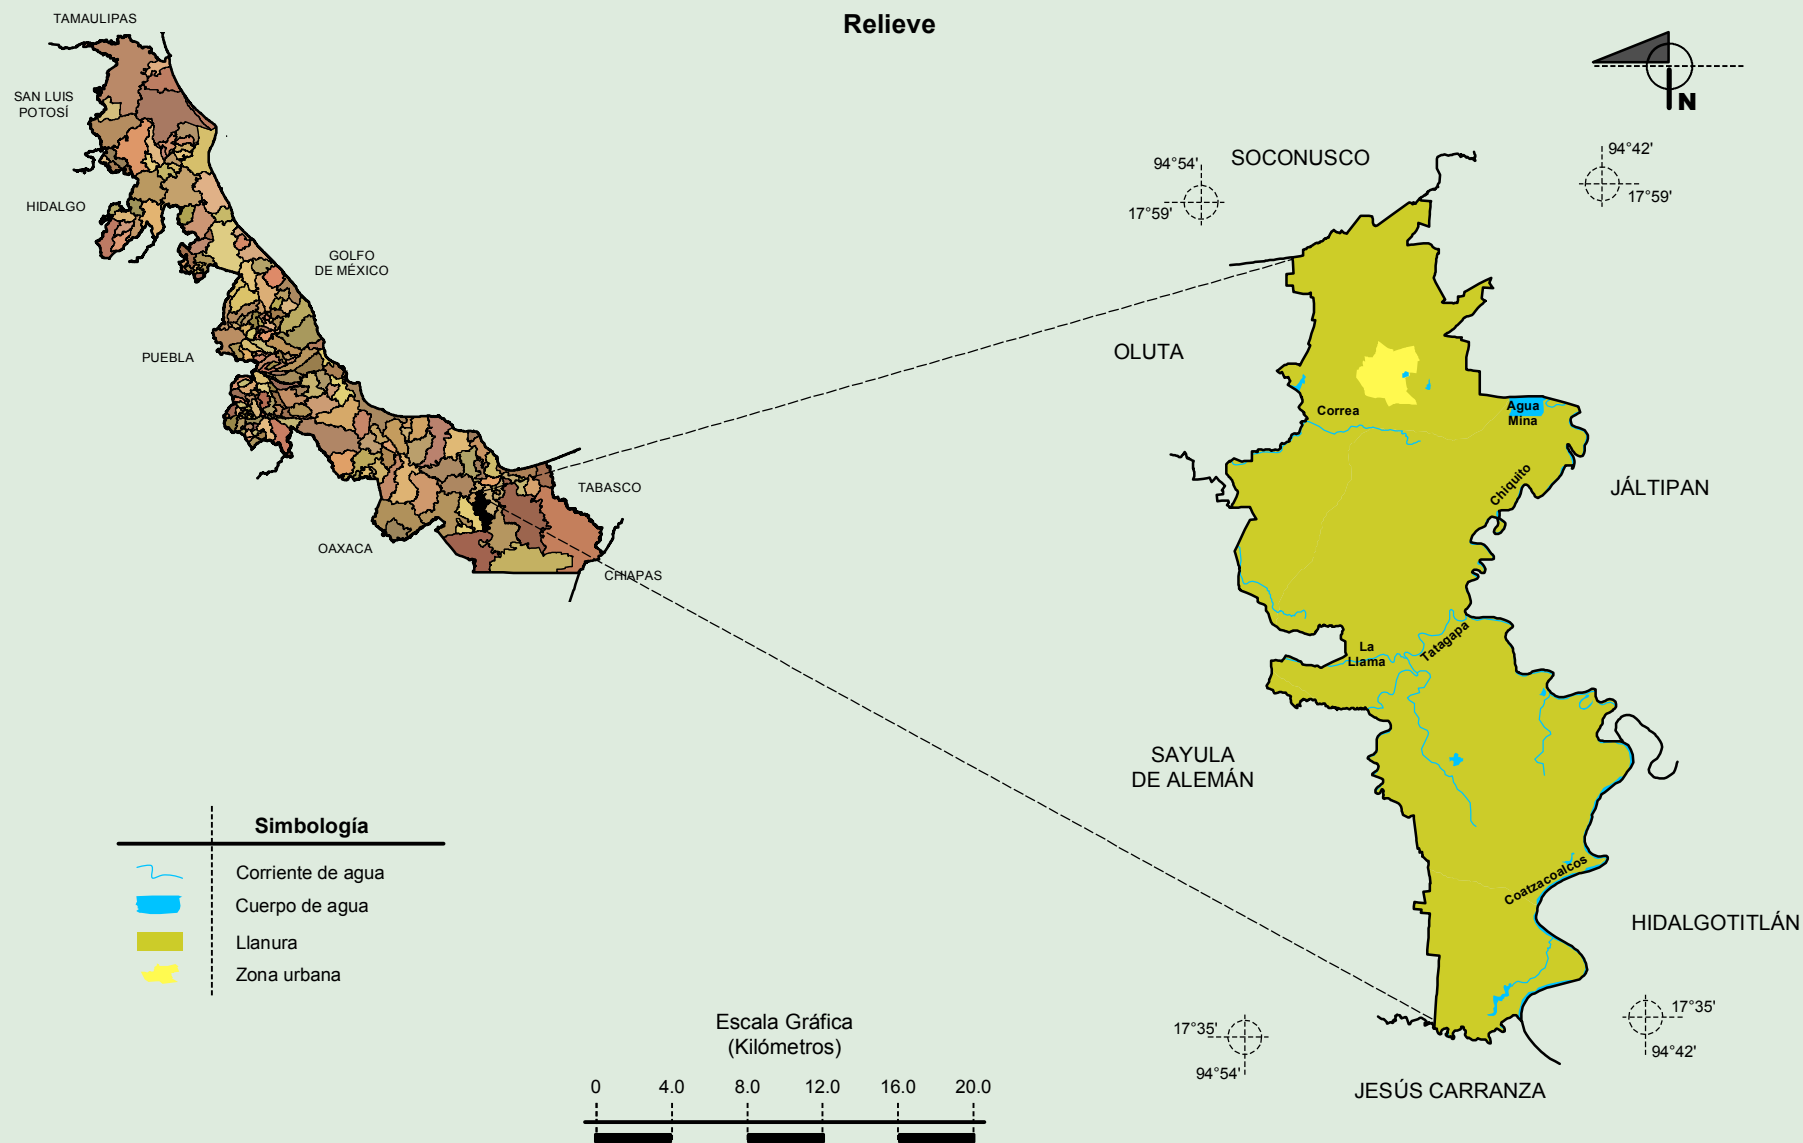 Relieve
TAMAULIPAS
SAN LUIS
POTOSÍ
HIDALGO
GOLFO
DE MÉXICO
PUEBLA
TABASCO
OAXACA
CHIAPAS
N
94°54'
17°59'
94°42'
17°59'
SOCONUSCO
OLUTA
Correa
Agua
Mina
Chiquito
JÁLTIPAN
La
Llama
Tatagapa
SAYULA
DE ALEMÁN
Coatzacoalcos
HIDALGOTITLÁN
17°35'
94°54'
17°35'
94°42'
JESÚS CARRANZA
Simbología
Corriente de agua
Cuerpo de agua
Llanura
Zona urbana
Escala Gráfica
(Kilómetros)
0 4.0 8.0 12.0 16.0 20.0